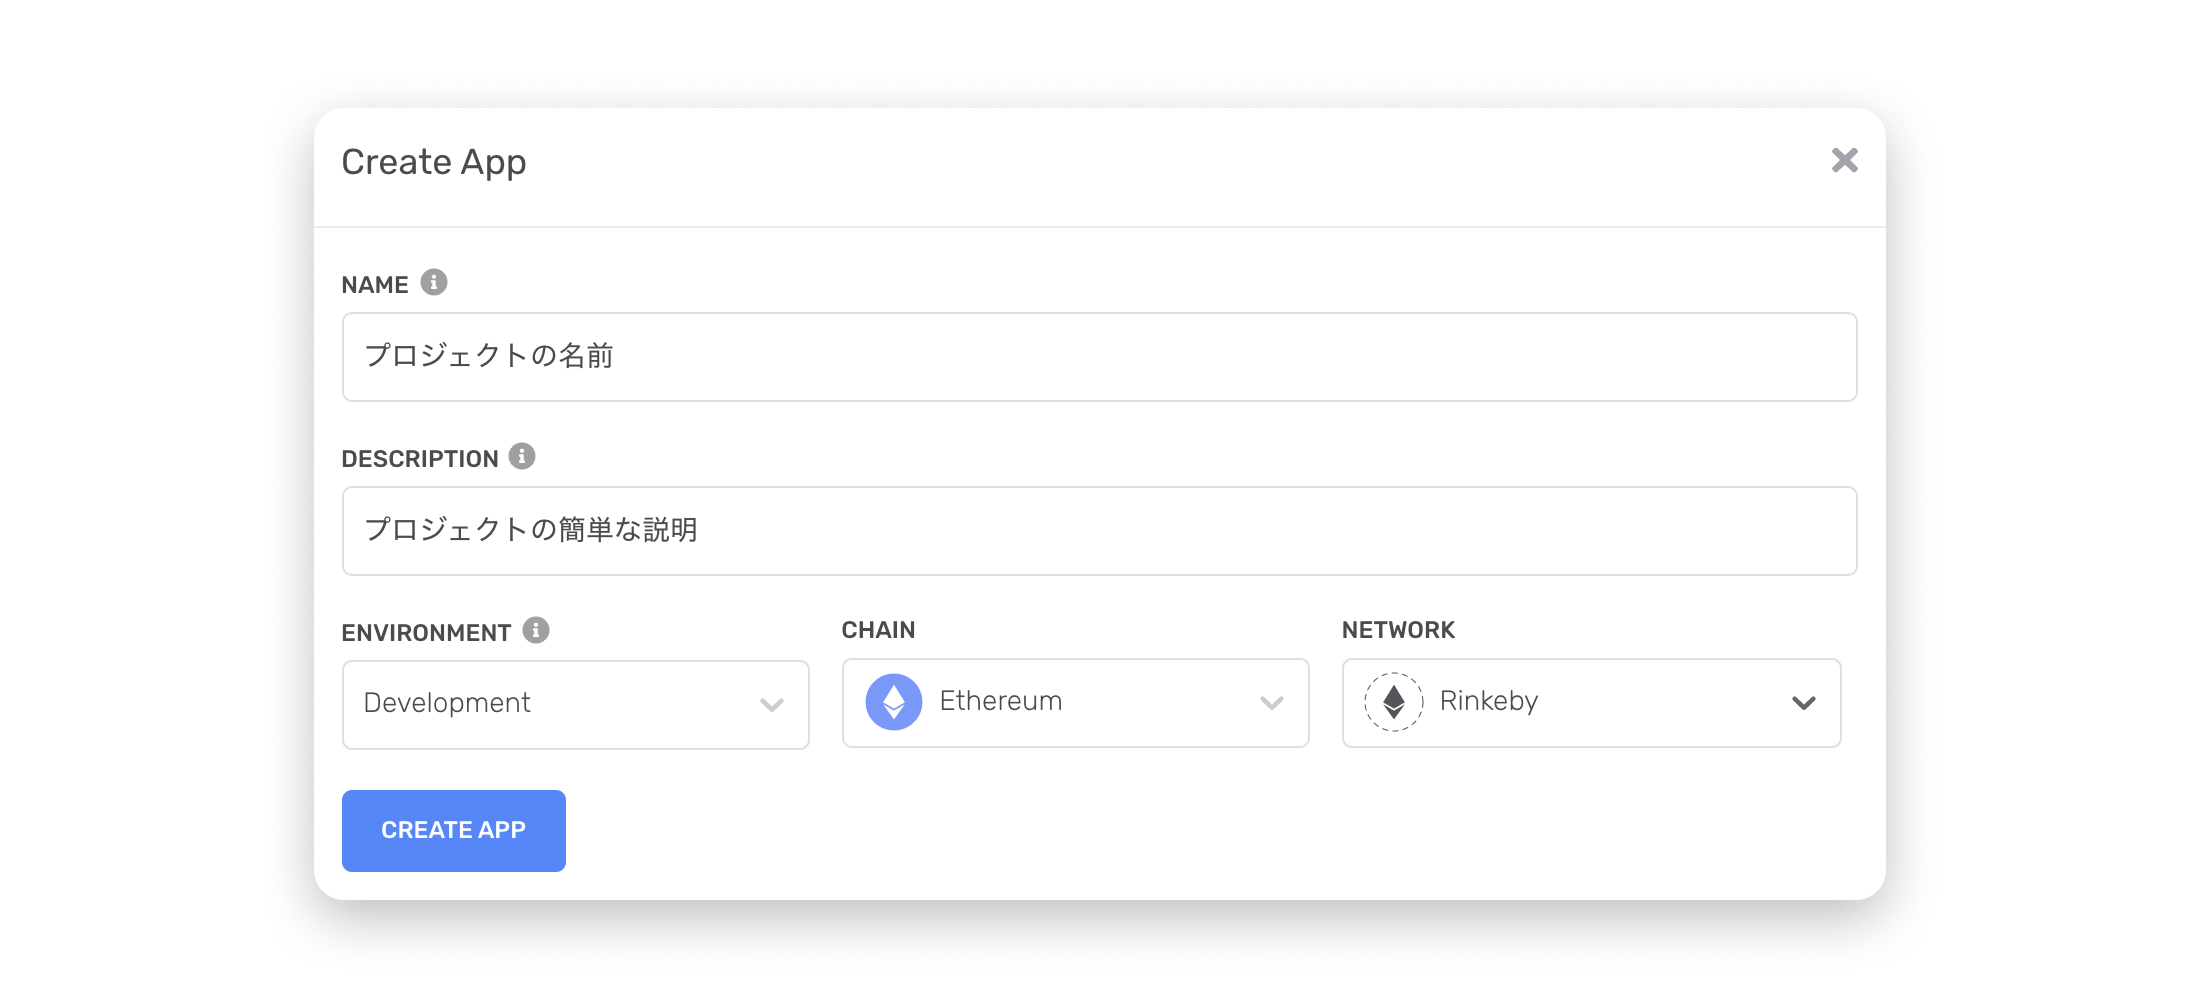 Create App
NAME
プロジェクトの名前
DESCRIPTION
プロジェクトの簡単な説明
ENVIRONMENT
Development
CHAIN
Ethereum
NETWORK
Rinkeby
CREATE APP